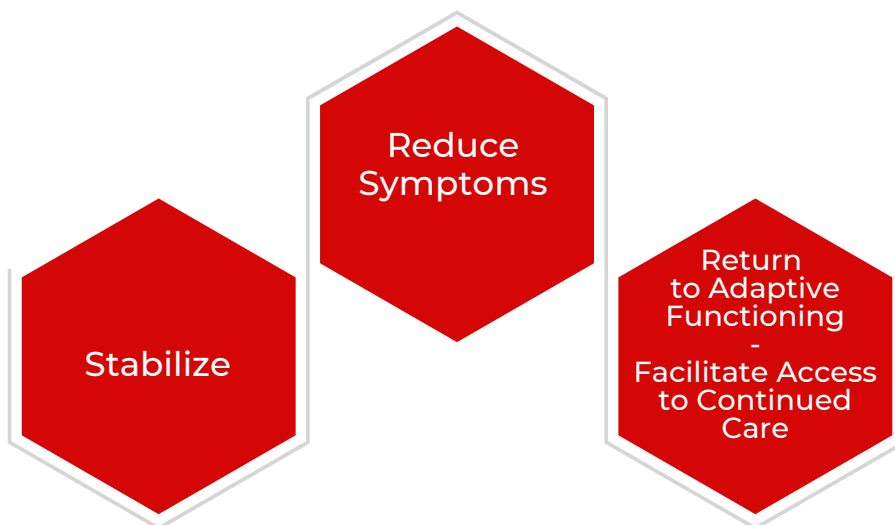 Stabilize
Reduce
Symptoms
Return
to Adaptive
Functioning
-
Facilitate Access
to Continued
Care